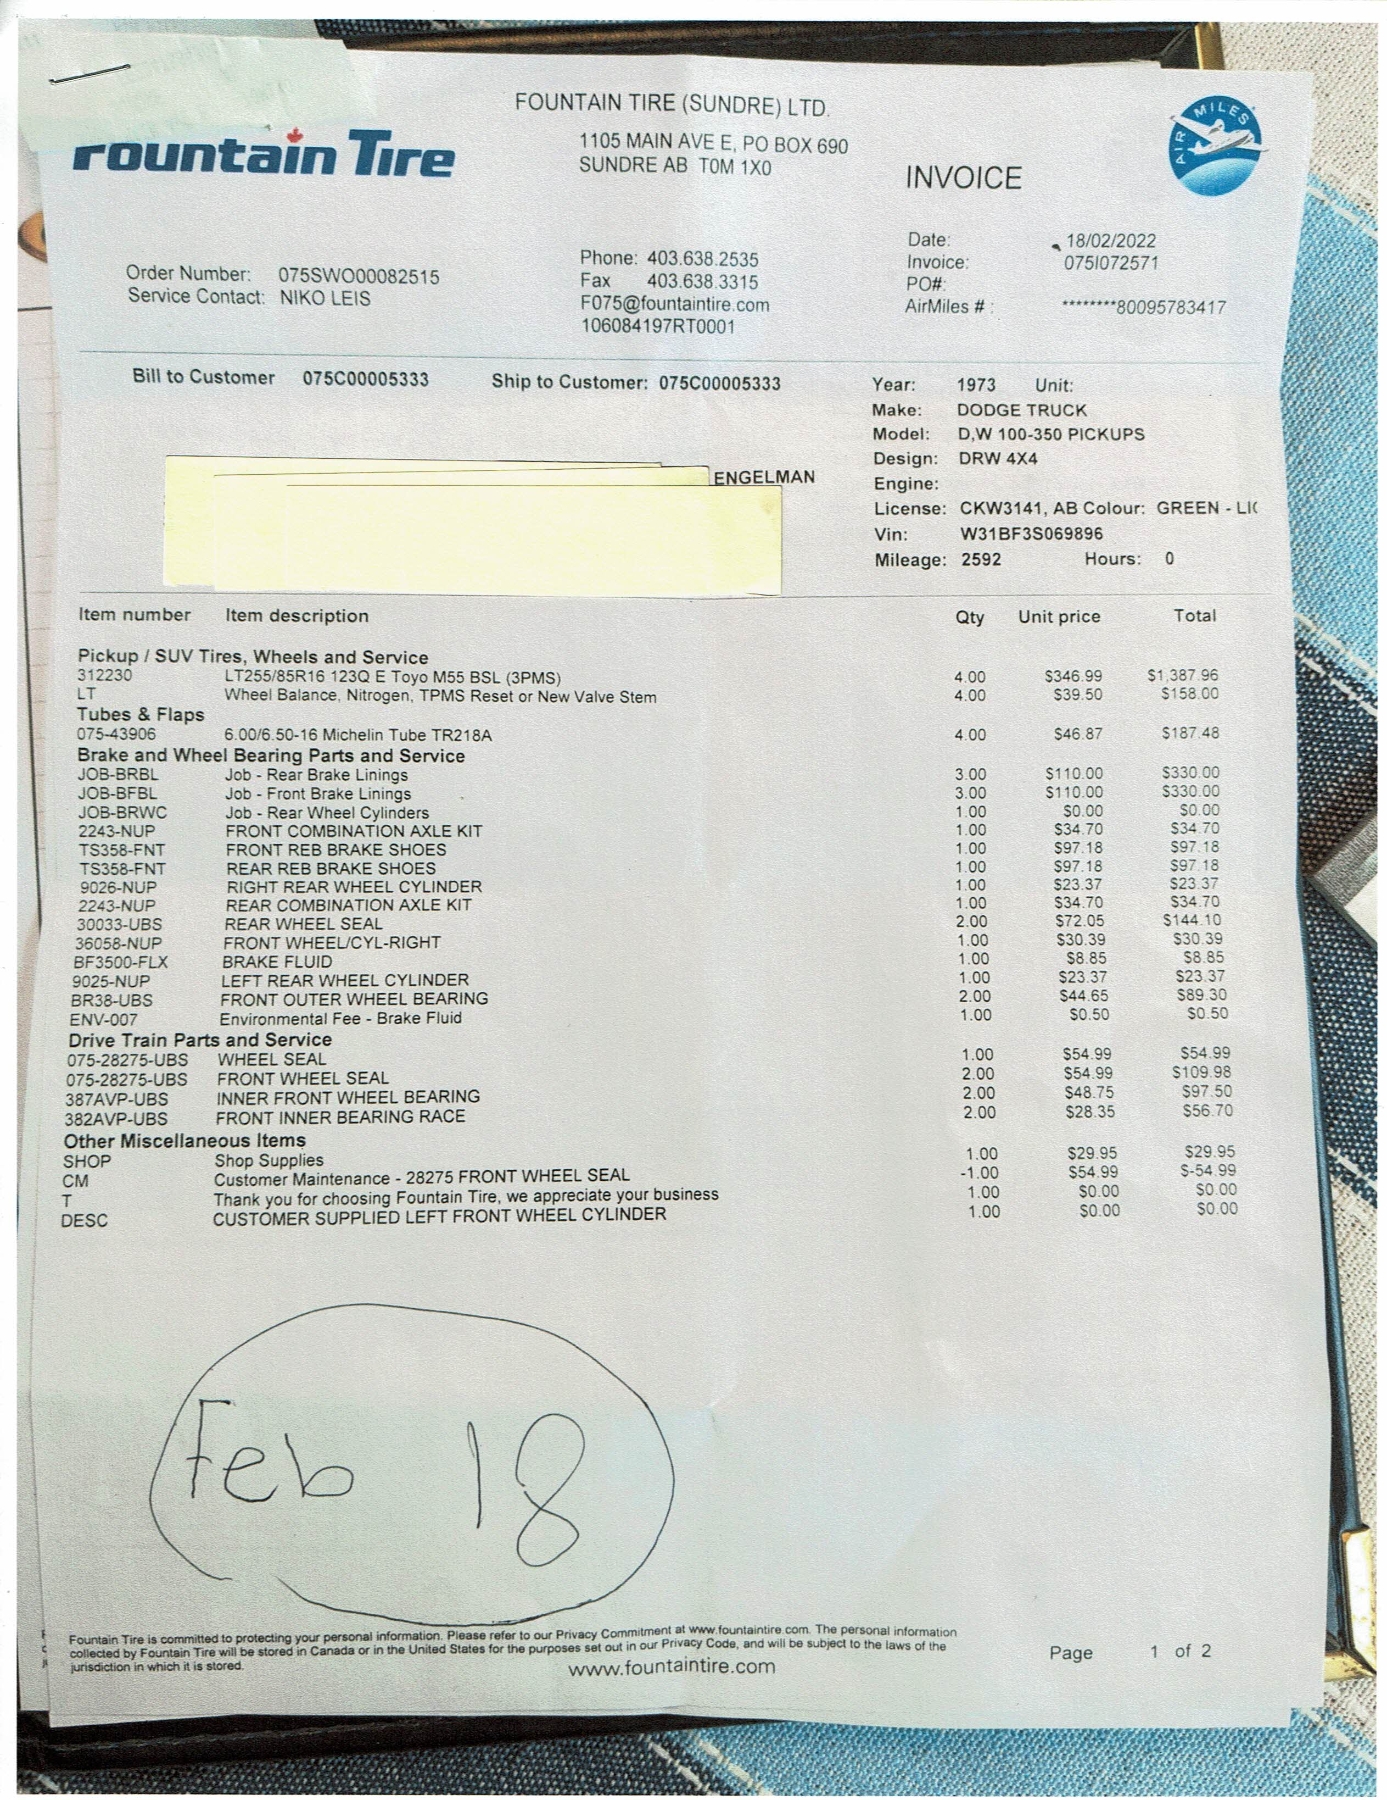 FOUNTAIN TIRE (SUNDRE) LTD.
1105 MAIN AVE E, PO BOX 690
SUNDRE AB T0M 1X0
Fountain Tire
INVOICE
AIR MILES
Date: 18/02/2022
Invoice: 075I072571
PO#:
AirMiles # : ********80095783417
Order Number: 075SWO00082515
Service Contact: NIKO LEIS
Phone: 403.638.2535
Fax 403.638.3315
F075@fountaintire.com
106084197RT0001
Bill to Customer 075C00005333 Ship to Customer: 075C00005333
ENGELMAN
Year: 1973 Unit:
Make: DODGE TRUCK
Model: D,W 100-350 PICKUPS
Design: DRW 4X4
Engine:
License: CKW3141, AB Colour: GREEN - LI
Vin: W31BF3S069896
Mileage: 2592 Hours: 0
Item number Item description Qty Unit price Total
Pickup / SUV Tires, Wheels and Service
312230 LT255/85R16 123Q E Toyo M55 BSL (3PMS) 4.00 $346.99 $1,387.96
LT Wheel Balance, Nitrogen, TPMS Reset or New Valve Stem 4.00 $39.50 $158.00
Tubes & Flaps
075-43906 6.00/6.50-16 Michelin Tube TR218A 4.00 $46.87 $187.48
Brake and Wheel Bearing Parts and Service
JOB-BRBL Job - Rear Brake Linings 3.00 $110.00 $330.00
JOB-BFBL Job - Front Brake Linings 3.00 $110.00 $330.00
JOB-BRWC Job - Rear Wheel Cylinders 1.00 $0.00 $0.00
2243-NUP FRONT COMBINATION AXLE KIT 1.00 $34.70 $34.70
TS358-FNT FRONT REB BRAKE SHOES 1.00 $97.18 $97.18
TS358-FNT REAR REB BRAKE SHOES 1.00 $97.18 $97.18
9026-NUP RIGHT REAR WHEEL CYLINDER 1.00 $23.37 $23.37
2243-NUP REAR COMBINATION AXLE KIT 1.00 $34.70 $34.70
30033-UBS REAR WHEEL SEAL 2.00 $72.05 $144.10
36058-NUP FRONT WHEEL/CYL-RIGHT 1.00 $30.39 $30.39
BF3500-FLX BRAKE FLUID 1.00 $8.85 $8.85
9025-NUP LEFT REAR WHEEL CYLINDER 1.00 $23.37 $23.37
BR38-UBS FRONT OUTER WHEEL BEARING 2.00 $44.65 $89.30
ENV-007 Environmental Fee - Brake Fluid 1.00 $0.50 $0.50
Drive Train Parts and Service
075-28275-UBS WHEEL SEAL 1.00 $54.99 $54.99
075-28275-UBS FRONT WHEEL SEAL 2.00 $54.99 $109.98
387AVP-UBS INNER FRONT WHEEL BEARING 2.00 $48.75 $97.50
382AVP-UBS FRONT INNER BEARING RACE 2.00 $28.35 $56.70
Other Miscellaneous Items
SHOP Shop Supplies 1.00 $29.95 $29.95
CM Customer Maintenance - 28275 FRONT WHEEL SEAL -1.00 $54.99 $-54.99
T Thank you for choosing Fountain Tire, we appreciate your business 1.00 $0.00 $0.00
DESC CUSTOMER SUPPLIED LEFT FRONT WHEEL CYLINDER 1.00 $0.00 $0.00
Feb 18
Fountain Tire is committed to protecting your personal information. Please refer to our Privacy Commitment at www.fountaintire.com. The personal information
collected by Fountain Tire will be stored in Canada or in the United States for the purposes set out in our Privacy Code, and will be subject to the laws of the
jurisdiction in which it is stored.
www.fountaintire.com
Page 1 of 2